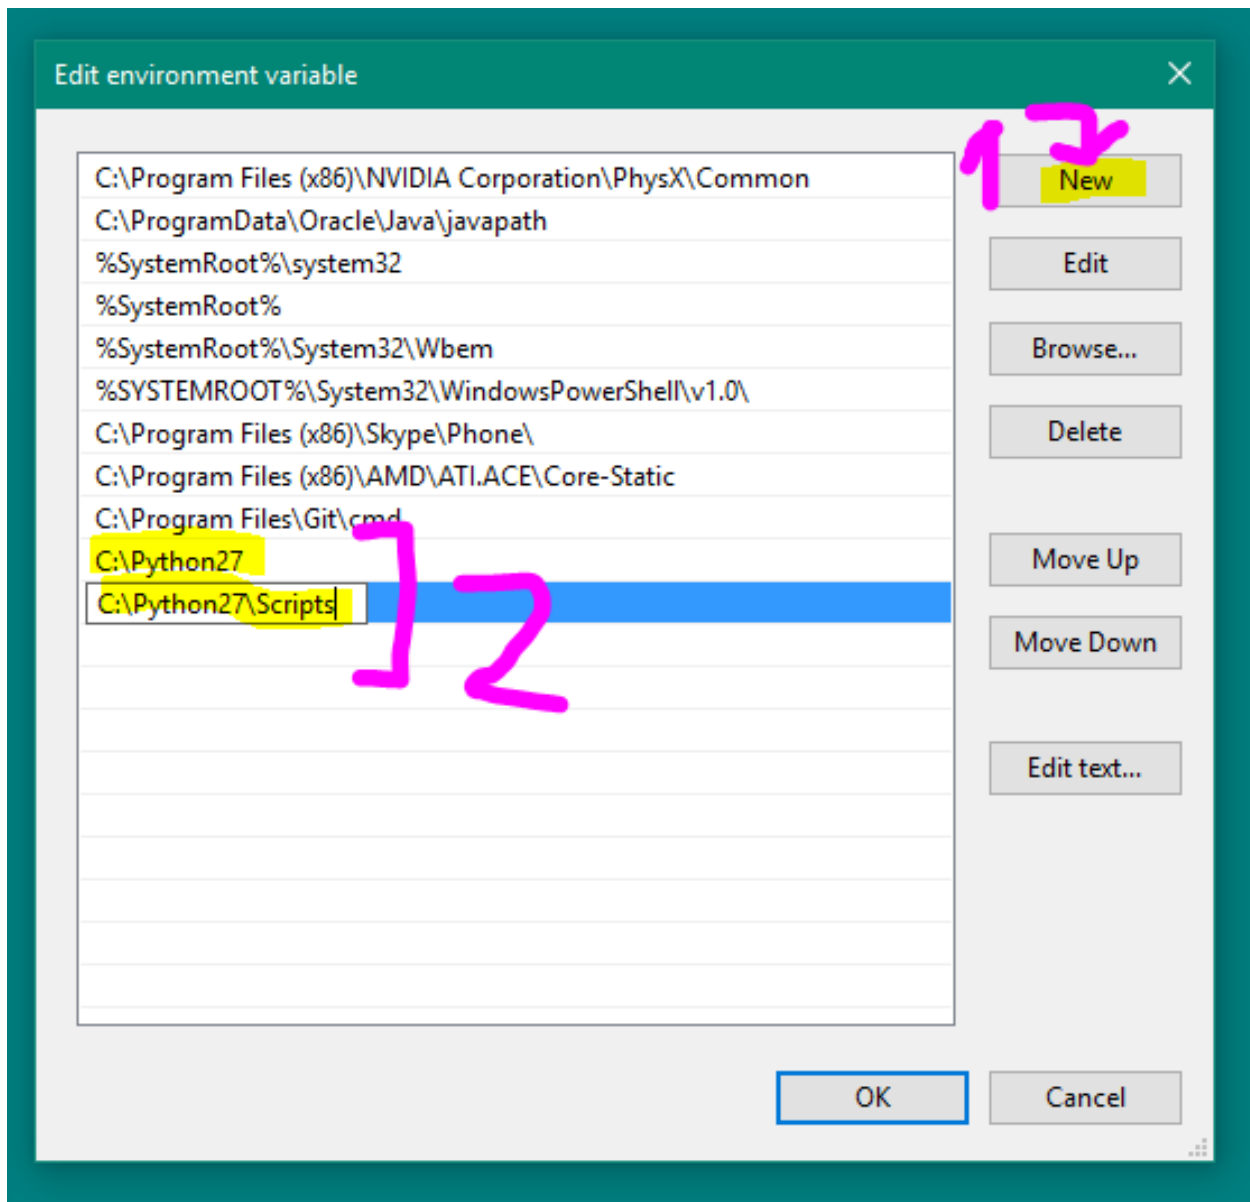 Edit environment variable
1
C:\Program Files (x86)\NVIDIA Corporation\PhysX\Common
New
C:\ProgramData\Oracle\Java\javapath
%SystemRoot%\system32
Edit
%SystemRoot%
%SystemRoot%\System32\Wbem
Browse...
%SYSTEMROOT%\System32\WindowsPowerShell\v1.0\
C:\Program Files (x86)\Skype\Phone\
Delete
C:\Program Files (x86)\AMD\ATI.ACE\Core-Static
C:\Program Files\Git\cmd
C:\Python27
Move Up
C:\Python27\Scripts
2
Move Down
Edit text...
OK
Cancel